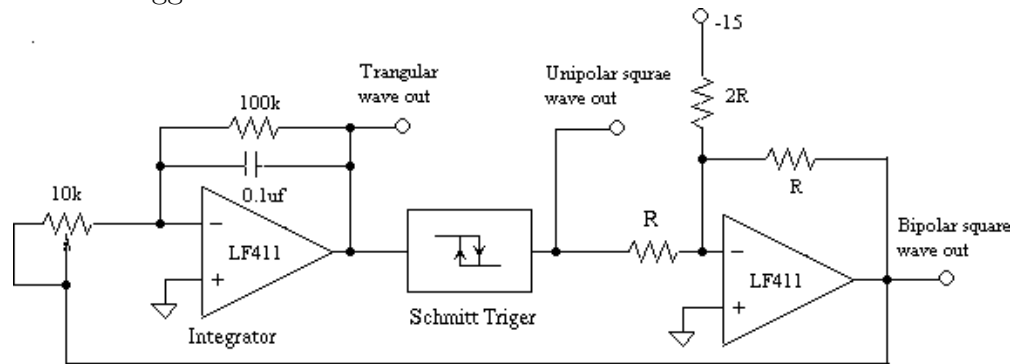 -15
Trangular
wave out
Unipolar squrae
wave out
100k
2R
0.1uf
R
10k
R
Bipolar square
wave out
LF411
LF411
Schmitt Triger
Integrator